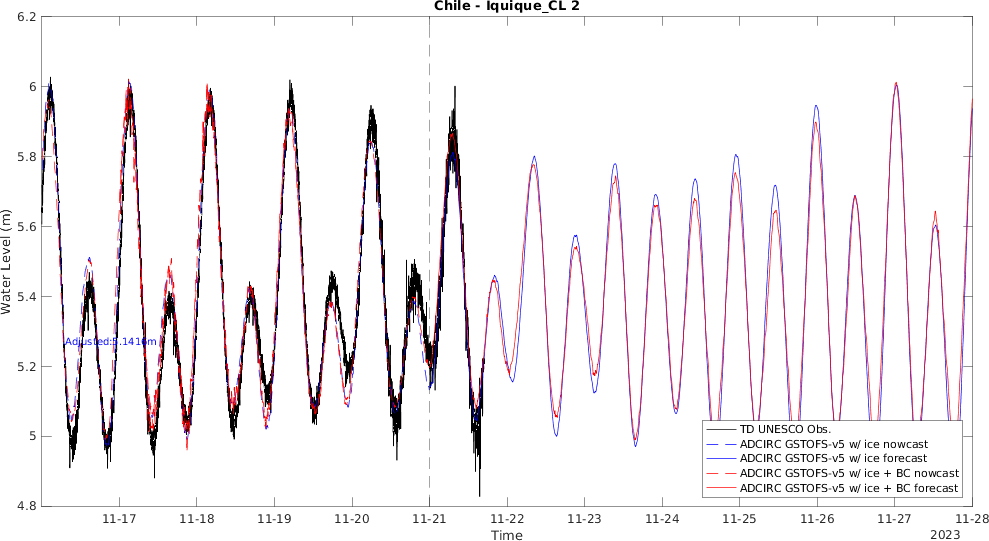 Chile - Iquique_CL 2
6.2
6
5.8
5.6
5.4
5.2
5
4.8
Water Level (m)
Adjusted:5.1416m
TD UNESCO Obs.
ADCIRC GSTOFS-v5 w/ ice nowcast
ADCIRC GSTOFS-v5 w/ ice forecast
ADCIRC GSTOFS-v5 w/ ice + BC nowcast
ADCIRC GSTOFS-v5 w/ ice + BC forecast
11-17 11-18 11-19 11-20 11-21 11-22 11-23 11-24 11-25 11-26 11-27 11-28
Time
2023